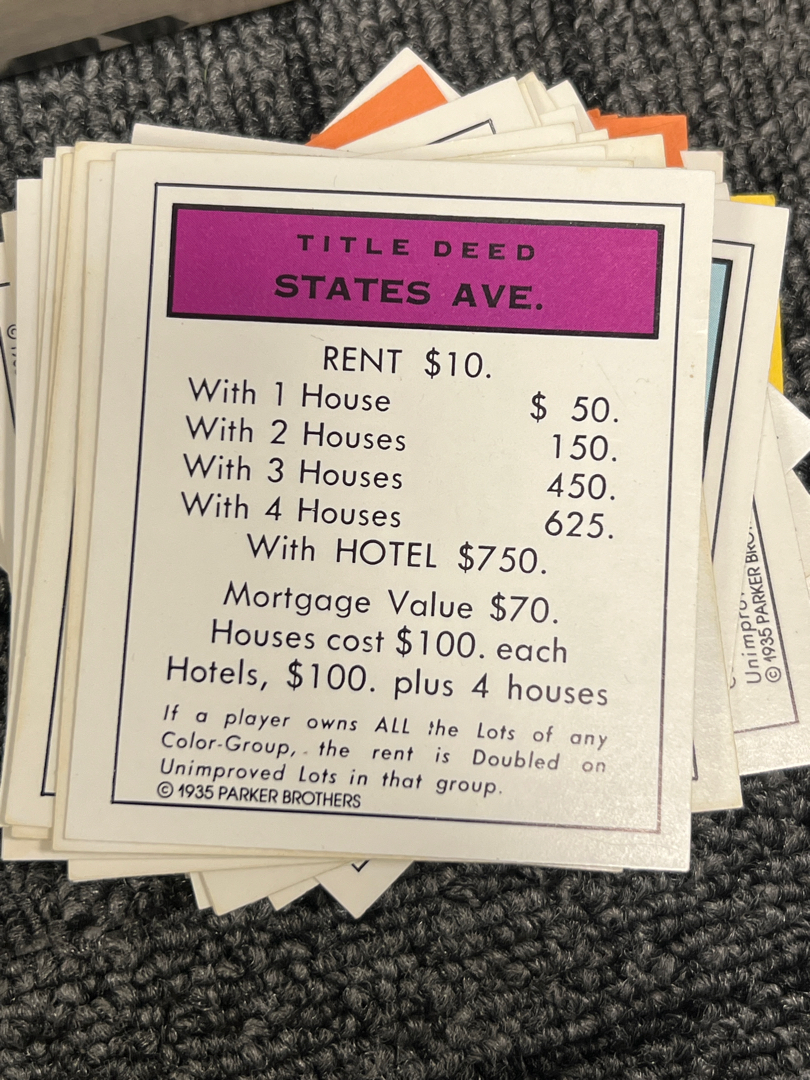 TITLE DEED
STATES AVE.
RENT $10.
With 1 House $ 50.
With 2 Houses 150.
With 3 Houses 450.
With 4 Houses 625.
With HOTEL $750.
Mortgage Value $70.
Houses cost $100. each
Hotels, $100. plus 4 houses
If a player owns ALL the Lots of any
Color-Group, the rent is Doubled on
Unimproved Lots in that group.
© 1935 PARKER BROTHERS
© 1935 PARKER